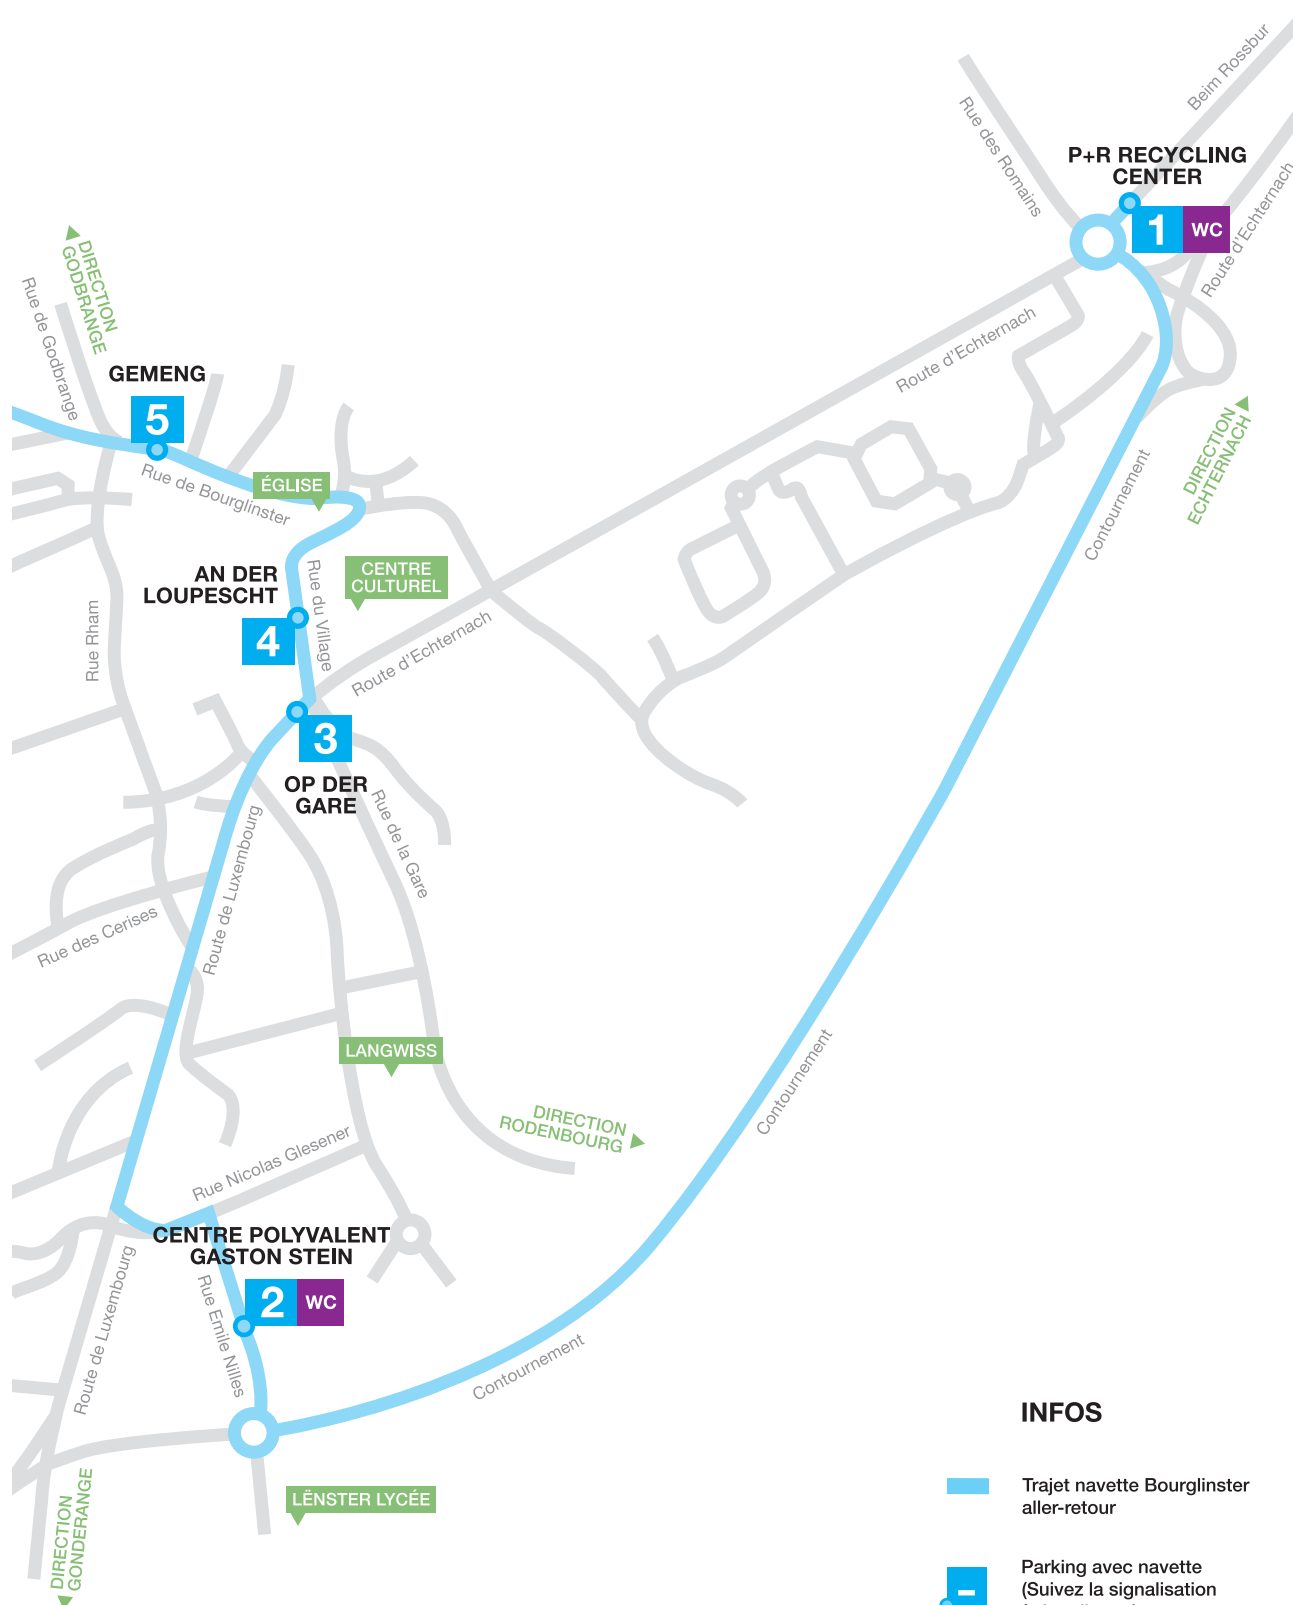 Beim Rossbur
Rue des Romains
P+R RECYCLING
CENTER
1
WC
Route d'Echternach
DIRECTION
GODBRANGE
Rue de Godbrange
Route d'Echternach
GEMENG
5
DIRECTION
ECHTERNACH
Rue de Bourglinster
ÉGLISE
Contournement
AN DER
LOUPESCHT
CENTRE
CULTUREL
Rue du Village
4
Rue Rham
Route d'Echternach
3
OP DER
GARE
Rue de la Gare
Route de Luxembourg
Rue des Cerises
LANGWISS
Contournement
DIRECTION
RODENBOURG
Rue Nicolas Glesener
CENTRE POLYVALENT
GASTON STEIN
2
WC
Route de Luxembourg
Rue Emile Nilles
Contournement
LËNSTER LYCÉE
DIRECTION
GONDERANGE
INFOS
Trajet navette Bourglinster
aller-retour
-
Parking avec navette
(Suivez la signalisation